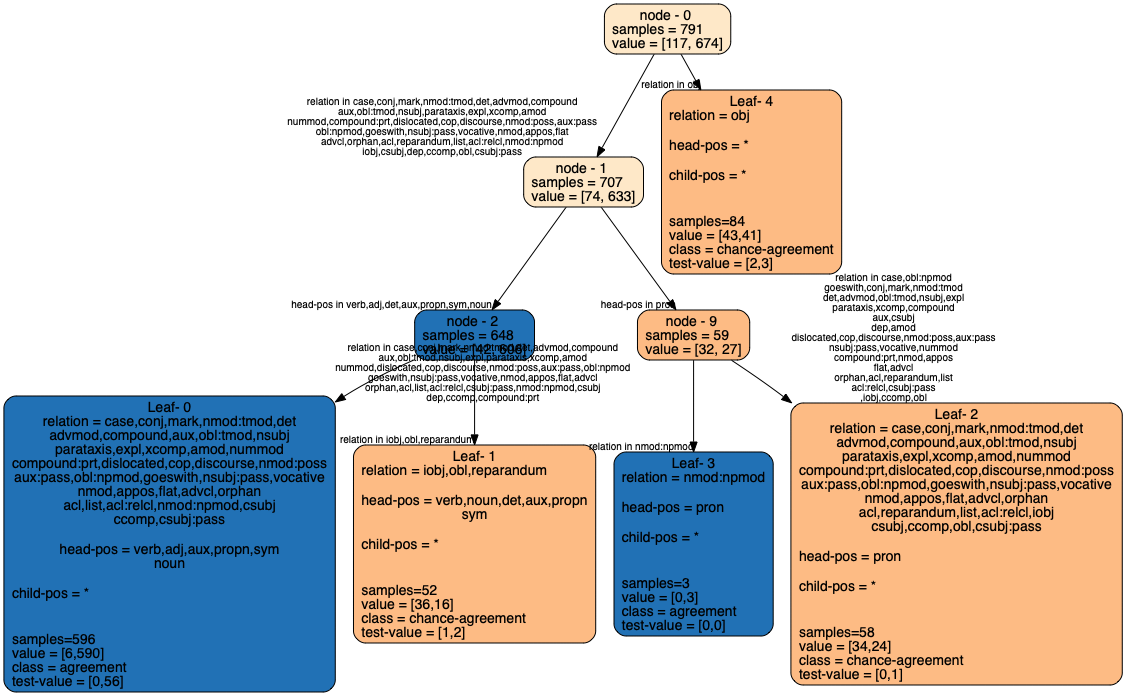 node - 0
samples = 791
value = [117, 674]
relation in case,conj,mark,nmod:tmod,det,advmod,compound
aux,obl:tmod,nsubj,parataxis,expl,xcomp,amod
nummod,compound:prt,dislocated,cop,discourse,nmod:poss,aux:pass
obl:npmod,goeswith,nsubj:pass,vocative,nmod,appos,flat
advcl,orphan,acl,reparandum,list,acl:relcl,nmod:npmod
iobj,csubj,dep,ccomp,obl,csubj:pass
relation in obj
Leaf- 4
relation = obj
head-pos = *
child-pos = *
samples=84
value = [43,41]
class = chance-agreement
test-value = [2,3]
node - 1
samples = 707
value = [74, 633]
head-pos in verb,adj,det,aux,propn,sym,noun
head-pos in pron
node - 2
samples = 648
value = [42, 606]
node - 9
samples = 59
value = [32, 27]
relation in case,conj,mark,nmod:tmod,det,advmod,compound
aux,obl:tmod,nsubj,expl,parataxis,xcomp,amod
nummod,dislocated,cop,discourse,nmod:poss,aux:pass,obl:npmod
goeswith,nsubj:pass,vocative,nmod,appos,flat,advcl
orphan,acl,list,acl:relcl,csubj:pass,nmod:npmod,csubj
dep,ccomp,compound:prt
relation in iobj,obl,reparandum
relation in nmod:npmod
relation in case,obl:npmod
goeswith,conj,mark,nmod:tmod
det,advmod,obl:tmod,nsubj,expl
parataxis,xcomp,compound
aux,csubj
dep,amod
dislocated,cop,discourse,nmod:poss,aux:pass
nsubj:pass,vocative,nummod
compound:prt,nmod,appos
flat,advcl
orphan,acl,reparandum,list
acl:relcl,csubj:pass
,iobj,ccomp,obl
Leaf- 0
relation = case,conj,mark,nmod:tmod,det
advmod,compound,aux,obl:tmod,nsubj
parataxis,expl,xcomp,amod,nummod
compound:prt,dislocated,cop,discourse,nmod:poss
aux:pass,obl:npmod,goeswith,nsubj:pass,vocative
nmod,appos,flat,advcl,orphan
acl,list,acl:relcl,nmod:npmod,csubj
ccomp,csubj:pass
head-pos = verb,adj,aux,propn,sym
noun
child-pos = *
samples=596
value = [6,590]
class = agreement
test-value = [0,56]
Leaf- 1
relation = iobj,obl,reparandum
head-pos = verb,noun,det,aux,propn
sym
child-pos = *
samples=52
value = [36,16]
class = chance-agreement
test-value = [1,2]
Leaf- 3
relation = nmod:npmod
head-pos = pron
child-pos = *
samples=3
value = [0,3]
class = agreement
test-value = [0,0]
Leaf- 2
relation = case,conj,mark,nmod:tmod,det
advmod,compound,aux,obl:tmod,nsubj
parataxis,expl,xcomp,amod,nummod
compound:prt,dislocated,cop,discourse,nmod:poss
aux:pass,obl:npmod,goeswith,nsubj:pass,vocative
nmod,appos,flat,advcl,orphan
acl,reparandum,list,acl:relcl,iobj
csubj,ccomp,obl,csubj:pass
head-pos = pron
child-pos = *
samples=58
value = [34,24]
class = chance-agreement
test-value = [0,1]